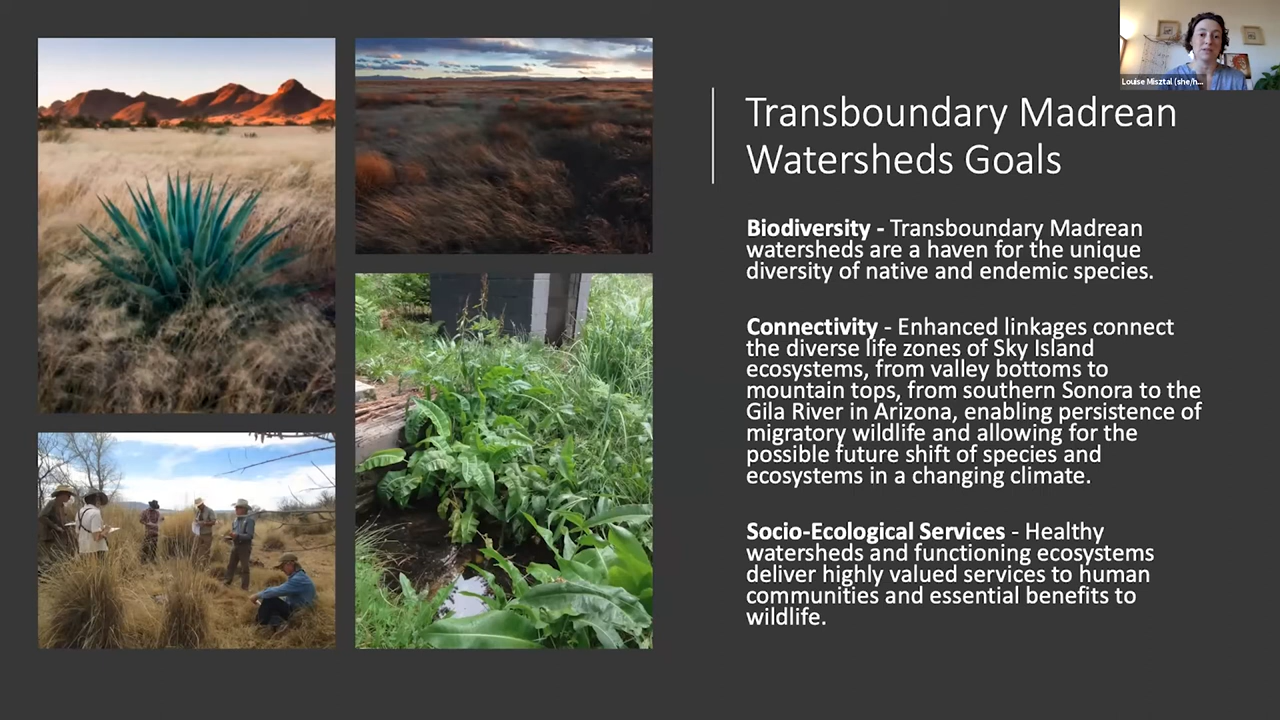 Louise Misztal (she/h...
Transboundary Madrean
Watersheds Goals
Biodiversity - Transboundary Madrean
watersheds are a haven for the unique
diversity of native and endemic species.
Connectivity - Enhanced linkages connect
the diverse life zones of Sky Island
ecosystems, from valley bottoms to
mountain tops, from southern Sonora to the
Gila River in Arizona, enabling persistence of
migratory wildlife and allowing for the
possible future shift of species and
ecosystems in a changing climate.
Socio-Ecological Services - Healthy
watersheds and functioning ecosystems
deliver highly valued services to human
communities and essential benefits to
wildlife.